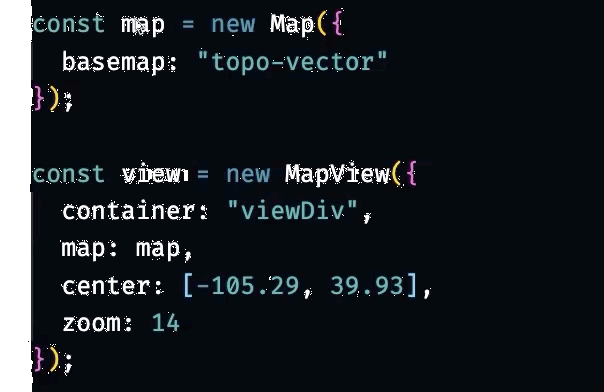 const map = new Map({
  basemap: "topo-vector"
});

const view = new MapView({
  container: "viewDiv",
  map: map,
  center: [-105.29, 39.93],
  zoom: 14
});